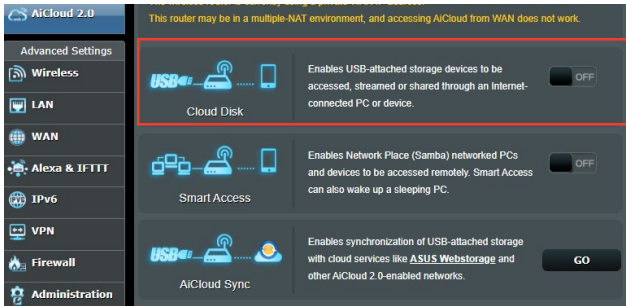 AiCloud 2.0
This router may be in a multiple-NAT environment, and accessing AiCloud from WAN does
not work.
Advanced Settings
Wireless
LAN
WAN
Alexa & IFTTT
IPv6
VPN
Firewall
Administration
USB
Cloud Disk
Enables USB-attached storage devices to be
accessed, streamed or shared through an Internet-
connected PC or device.
OFF
Smart Access
Enables Network Place (Samba) networked PCs
and devices to be accessed remotely. Smart Access
can also wake up a sleeping PC.
OFF
USB
AiCloud Sync
Enables synchronization of USB-attached storage
with cloud services like ASUS Webstorage and
other AiCloud 2.0-enabled networks.
GO